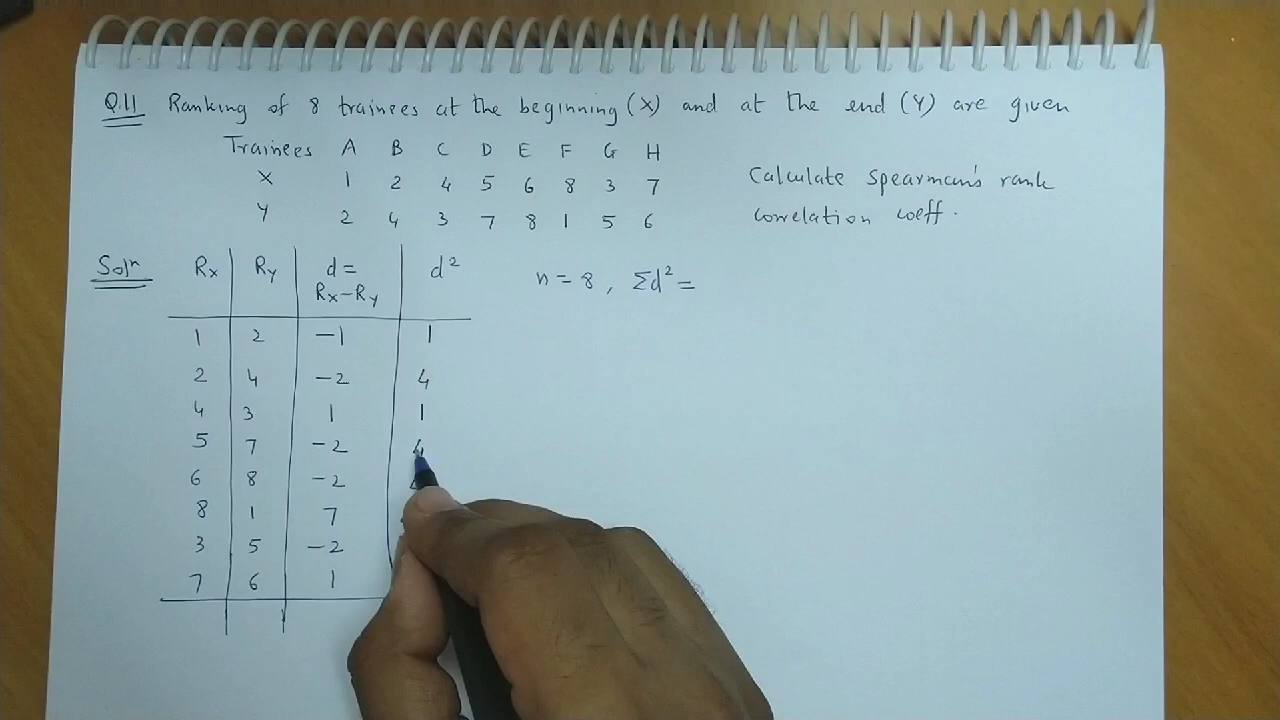 Q.11 Ranking of 8 trainees at the beginning (X) and at the end (Y) are given
Trainees A B C D E F G H
X 1 2 4 5 6 8 3 7
Y 2 4 3 7 8 1 5 6
Calculate Spearman's rank
correlation coeff.
Solⁿ Rx Ry d = Rx-Ry d²
1 2 -1 1
2 4 -2 4
4 3 1 1
5 7 -2 4
6 8 -2
8 1 7
3 5 -2
7 6 1
n = 8, Σd² =